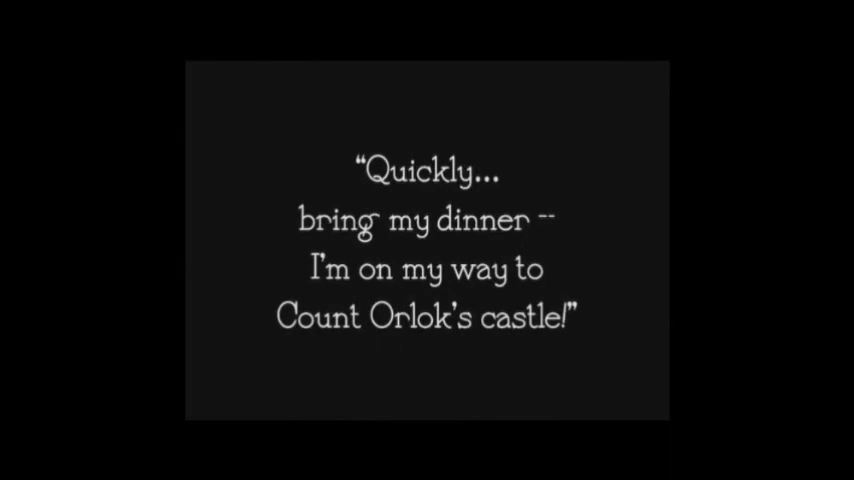 “Quickly...
bring my dinner --
I'm on my way to
Count Orlok's castle!”